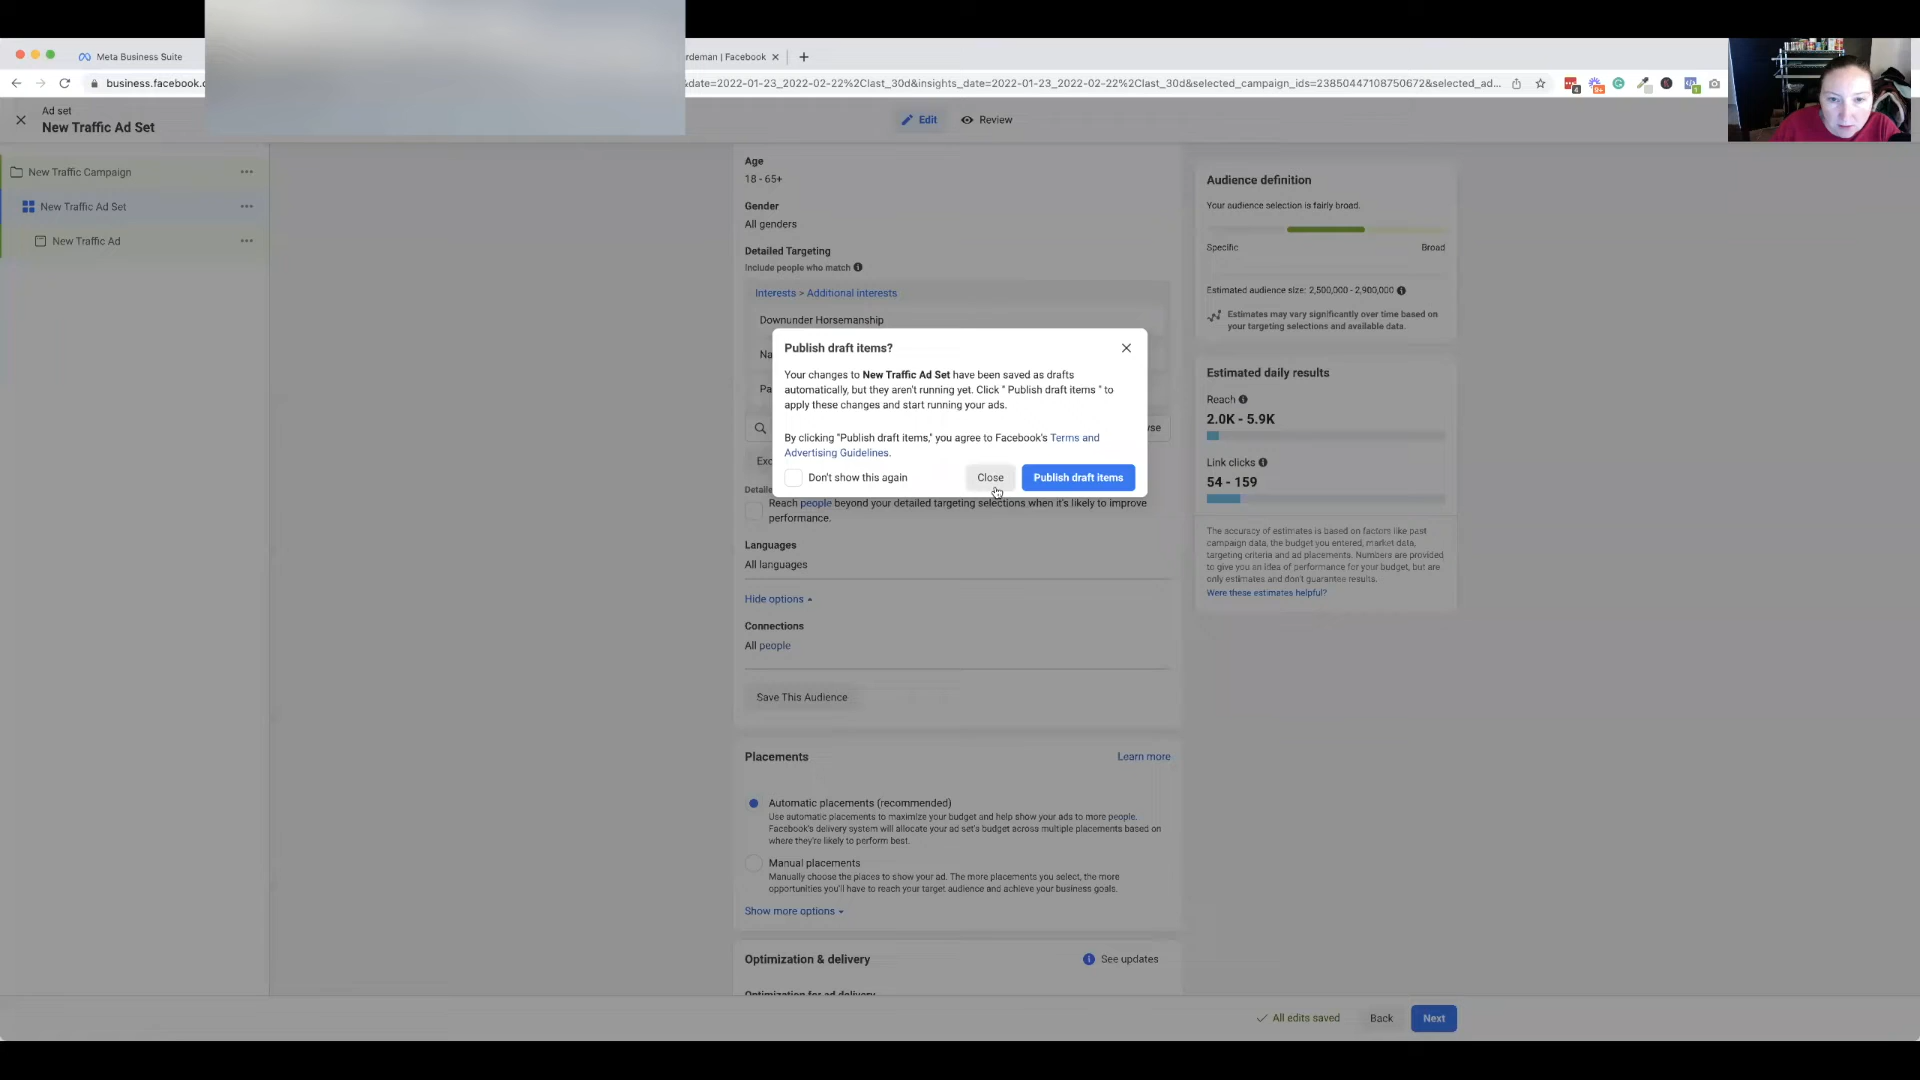 Meta Business Suite
rdeman | Facebook
business.facebook.c
&date=2022-01-23_2022-02-22%2Clast_30d&insights_date=2022-01-23_2022-02-22%2Clast_30d&selected_campaign_ids=23850447108750672&selected_ad...
Ad set
New Traffic Ad Set
Edit
Review
New Traffic Campaign
New Traffic Ad Set
New Traffic Ad
Age
18 - 65+
Gender
All genders
Detailed Targeting
Include people who match
Interests > Additional interests
Downunder Horsemanship
Na
Pa
wse
Exc
Detaile
Reach people beyond your detailed targeting selections when it's likely to improve
performance.
Languages
All languages
Hide options
Connections
All people
Save This Audience
Placements
Learn more
Automatic placements (recommended)
Use automatic placements to maximize your budget and help show your ads to more people.
Facebook's delivery system will allocate your ad set's budget across multiple placements based on
where they're likely to perform best.
Manual placements
Manually choose the places to show your ad. The more placements you select, the more
opportunities you'll have to reach your target audience and achieve your business goals.
Show more options
Optimization & delivery
See updates
Optimization for ad delivery
Publish draft items?
Your changes to New Traffic Ad Set have been saved as drafts
automatically, but they aren't running yet. Click " Publish draft items " to
apply these changes and start running your ads.
By clicking "Publish draft items," you agree to Facebook's Terms and
Advertising Guidelines.
Don't show this again
Close
Publish draft items
Audience definition
Your audience selection is fairly broad.
Specific
Broad
Estimated audience size: 2,500,000 - 2,900,000
Estimates may vary significantly over time based on
your targeting selections and available data.
Estimated daily results
Reach
2.0K - 5.9K
Link clicks
54 - 159
The accuracy of estimates is based on factors like past
campaign data, the budget you entered, market data,
targeting criteria and ad placements. Numbers are provided
to give you an idea of performance for your budget, but are
only estimates and don't guarantee results.
Were these estimates helpful?
All edits saved
Back
Next